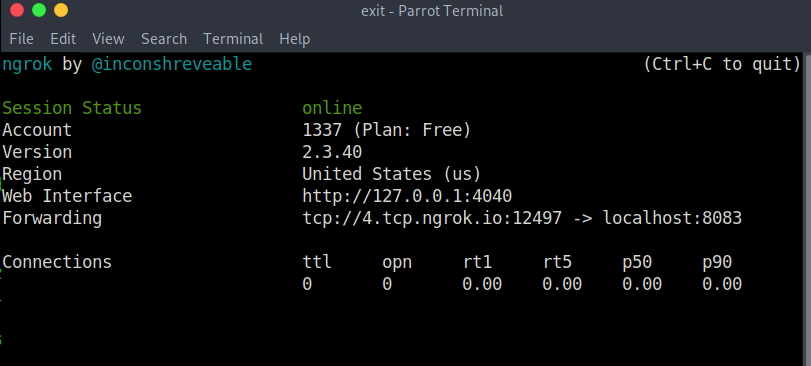 exit - Parrot Terminal
File Edit View Search Terminal Help
ngrok by @inconshreveable (Ctrl+C to quit)
Session Status online
Account 1337 (Plan: Free)
Version 2.3.40
Region United States (us)
Web Interface http://127.0.0.1:4040
Forwarding tcp://4.tcp.ngrok.io:12497 -> localhost:8083
Connections ttl opn rt1 rt5 p50 p90
0 0 0.00 0.00 0.00 0.00